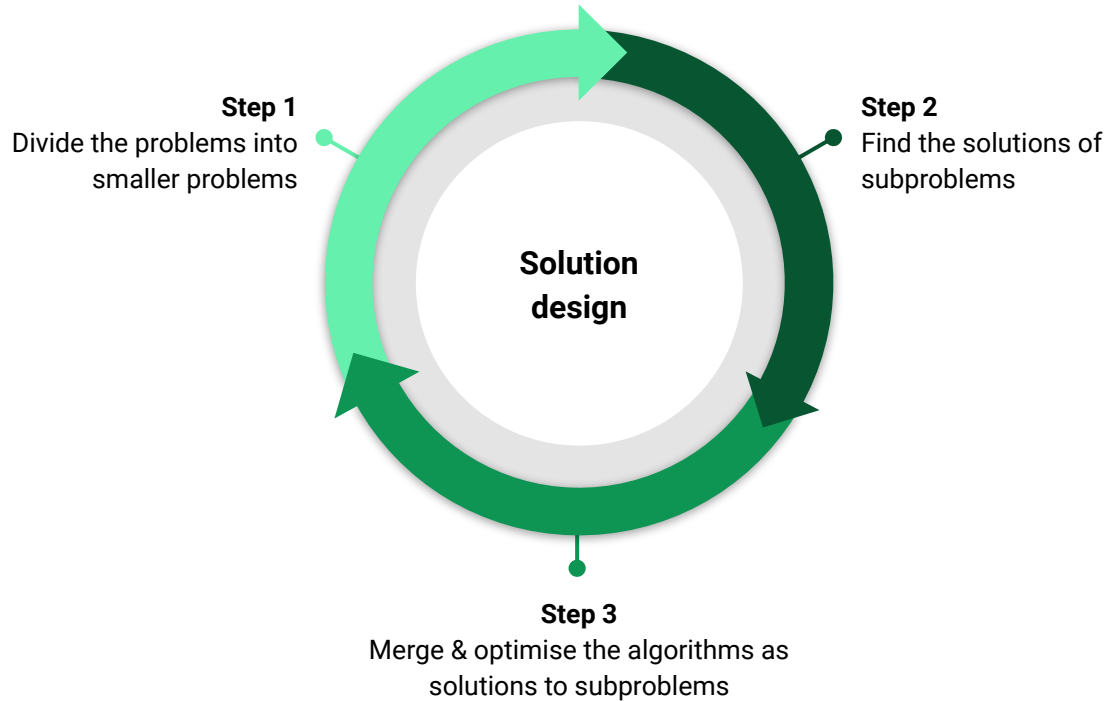 Step 1
Divide the problems into
smaller problems
Step 2
Find the solutions of
subproblems
Solution
design
Step 3
Merge & optimise the algorithms as
solutions to subproblems